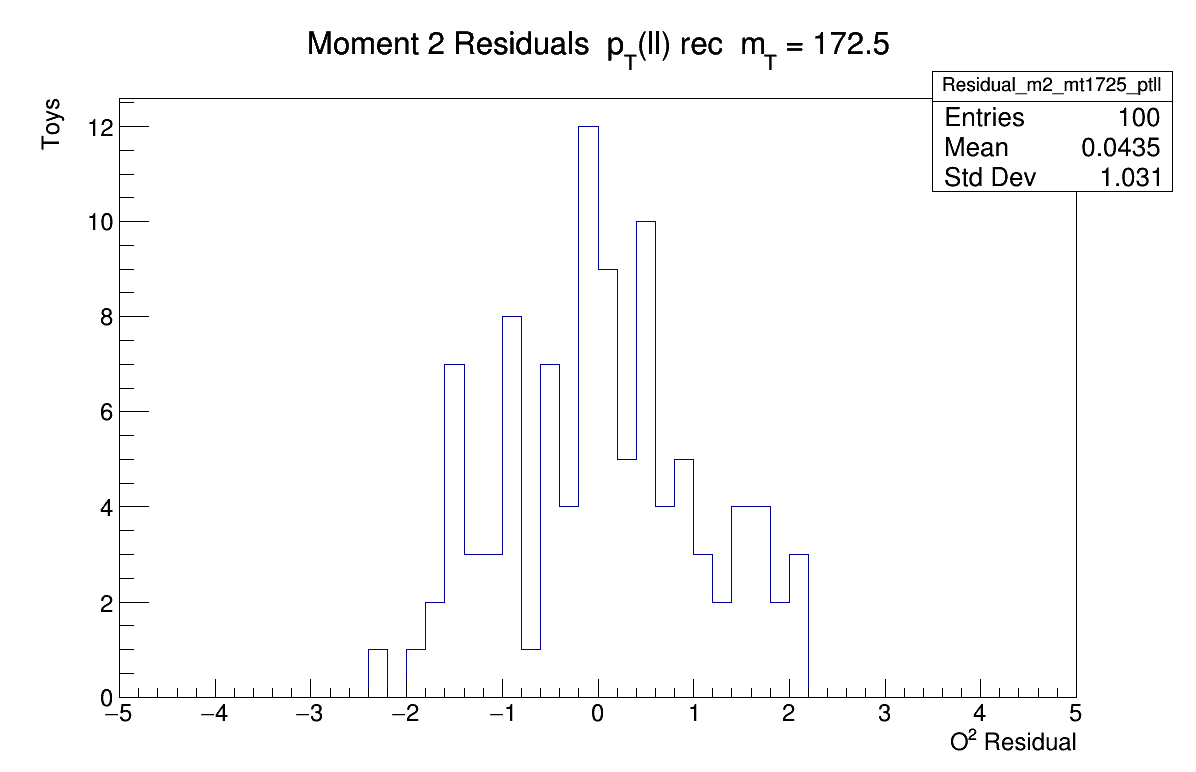 Moment 2 Residuals p_T(ll) rec m_T = 172.5
Residual_m2_mt1725_ptll
Entries 100
Mean 0.0435
Std Dev 1.031
Toys
12
10
8
6
4
2
0
−5 −4 −3 −2 −1 0 1 2 3 4 5
O² Residual